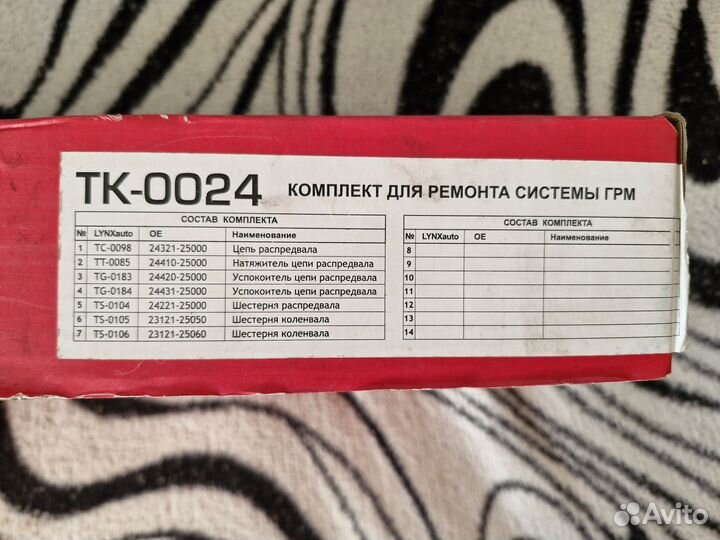 TK-0024 КОМПЛЕКТ ДЛЯ РЕМОНТА СИСТЕМЫ ГРМ
СОСТАВ КОМПЛЕКТА
№ LYNXauto OE Наименование
1 TC-0098 24321-25000 Цепь распредвала
2 TT-0085 24410-25000 Натяжитель цепи распредвала
3 TG-0183 24420-25000 Успокоитель цепи распредвала
4 TG-0184 24431-25000 Успокоитель цепи распредвала
5 TS-0104 24221-25000 Шестерня распредвала
6 TS-0105 23121-25050 Шестерня коленвала
7 TS-0106 23121-25060 Шестерня коленвала
СОСТАВ КОМПЛЕКТА
№ LYNXauto OE Наименование
8
9
10
11
12
13
14
Avito